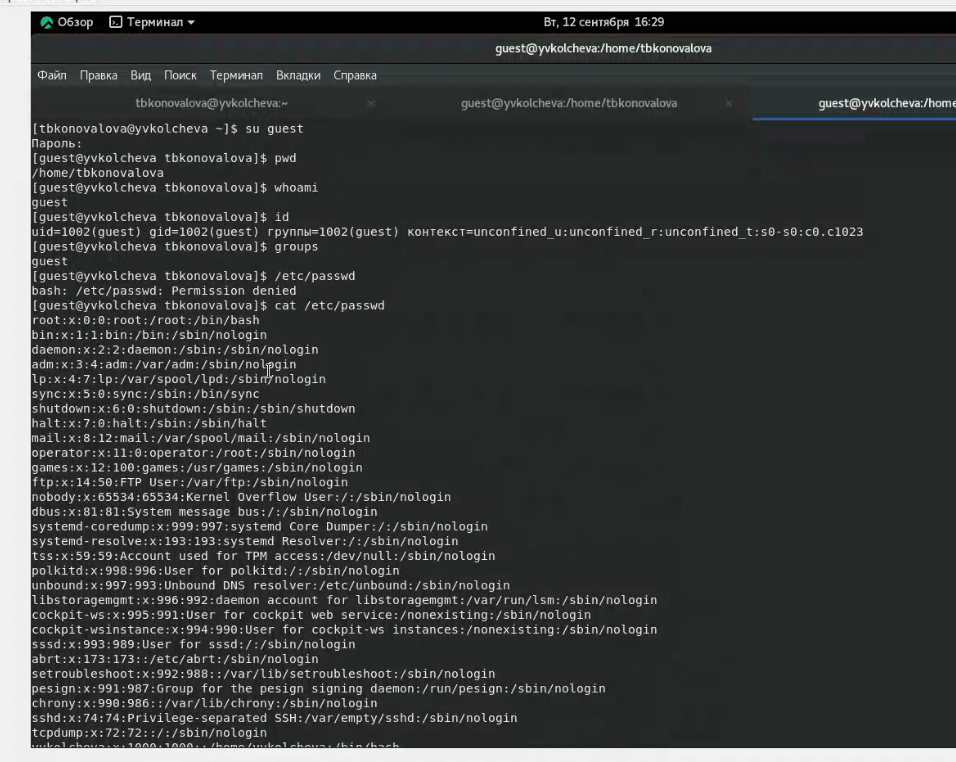 Обзор Терминал Вт, 12 сентября 16:29
guest@yvkolcheva:/home/tbkonovalova
Файл Правка Вид Поиск Терминал Вкладки Справка
tbkonovalova@yvkolcheva:~ × guest@yvkolcheva:/home/tbkonovalova × guest@yvkolcheva:/home
[tbkonovalova@yvkolcheva ~]$ su guest
Пароль:
[guest@yvkolcheva tbkonovalova]$ pwd
/home/tbkonovalova
[guest@yvkolcheva tbkonovalova]$ whoami
guest
[guest@yvkolcheva tbkonovalova]$ id
uid=1002(guest) gid=1002(guest) группы=1002(guest) контекст=unconfined_u:unconfined_r:unconfined_t:s0-s0:c0.c1023
[guest@yvkolcheva tbkonovalova]$ groups
guest
[guest@yvkolcheva tbkonovalova]$ /etc/passwd
bash: /etc/passwd: Permission denied
[guest@yvkolcheva tbkonovalova]$ cat /etc/passwd
root:x:0:0:root:/root:/bin/bash
bin:x:1:1:bin:/bin:/sbin/nologin
daemon:x:2:2:daemon:/sbin:/sbin/nologin
adm:x:3:4:adm:/var/adm:/sbin/nologin
lp:x:4:7:lp:/var/spool/lpd:/sbin/nologin
sync:x:5:0:sync:/sbin:/bin/sync
shutdown:x:6:0:shutdown:/sbin:/sbin/shutdown
halt:x:7:0:halt:/sbin:/sbin/halt
mail:x:8:12:mail:/var/spool/mail:/sbin/nologin
operator:x:11:0:operator:/root:/sbin/nologin
games:x:12:100:games:/usr/games:/sbin/nologin
ftp:x:14:50:FTP User:/var/ftp:/sbin/nologin
nobody:x:65534:65534:Kernel Overflow User:/:/sbin/nologin
dbus:x:81:81:System message bus:/:/sbin/nologin
systemd-coredump:x:999:997:systemd Core Dumper:/:/sbin/nologin
systemd-resolve:x:193:193:systemd Resolver:/:/sbin/nologin
tss:x:59:59:Account used for TPM access:/dev/null:/sbin/nologin
polkitd:x:998:996:User for polkitd:/:/sbin/nologin
unbound:x:997:993:Unbound DNS resolver:/etc/unbound:/sbin/nologin
libstoragemgmt:x:996:992:daemon account for libstoragemgmt:/var/run/lsm:/sbin/nologin
cockpit-ws:x:995:991:User for cockpit web service:/nonexisting:/sbin/nologin
cockpit-wsinstance:x:994:990:User for cockpit-ws instances:/nonexisting:/sbin/nologin
sssd:x:993:989:User for sssd:/:/sbin/nologin
abrt:x:173:173::/etc/abrt:/sbin/nologin
setroubleshoot:x:992:988::/var/lib/setroubleshoot:/sbin/nologin
pesign:x:991:987:Group for the pesign signing daemon:/run/pesign:/sbin/nologin
chrony:x:990:986::/var/lib/chrony:/sbin/nologin
sshd:x:74:74:Privilege-separated SSH:/var/empty/sshd:/sbin/nologin
tcpdump:x:72:72::/:/sbin/nologin
yvkolcheva:x:1000:1000::/home/yvkolcheva:/bin/bash